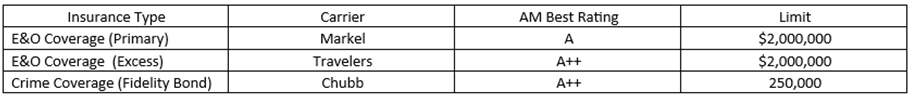 Insurance Type Carrier AM Best Rating Limit
E&O Coverage (Primary) Markel A $2,000,000
E&O Coverage (Excess) Travelers A++ $2,000,000
Crime Coverage (Fidelity Bond) Chubb A++ 250,000